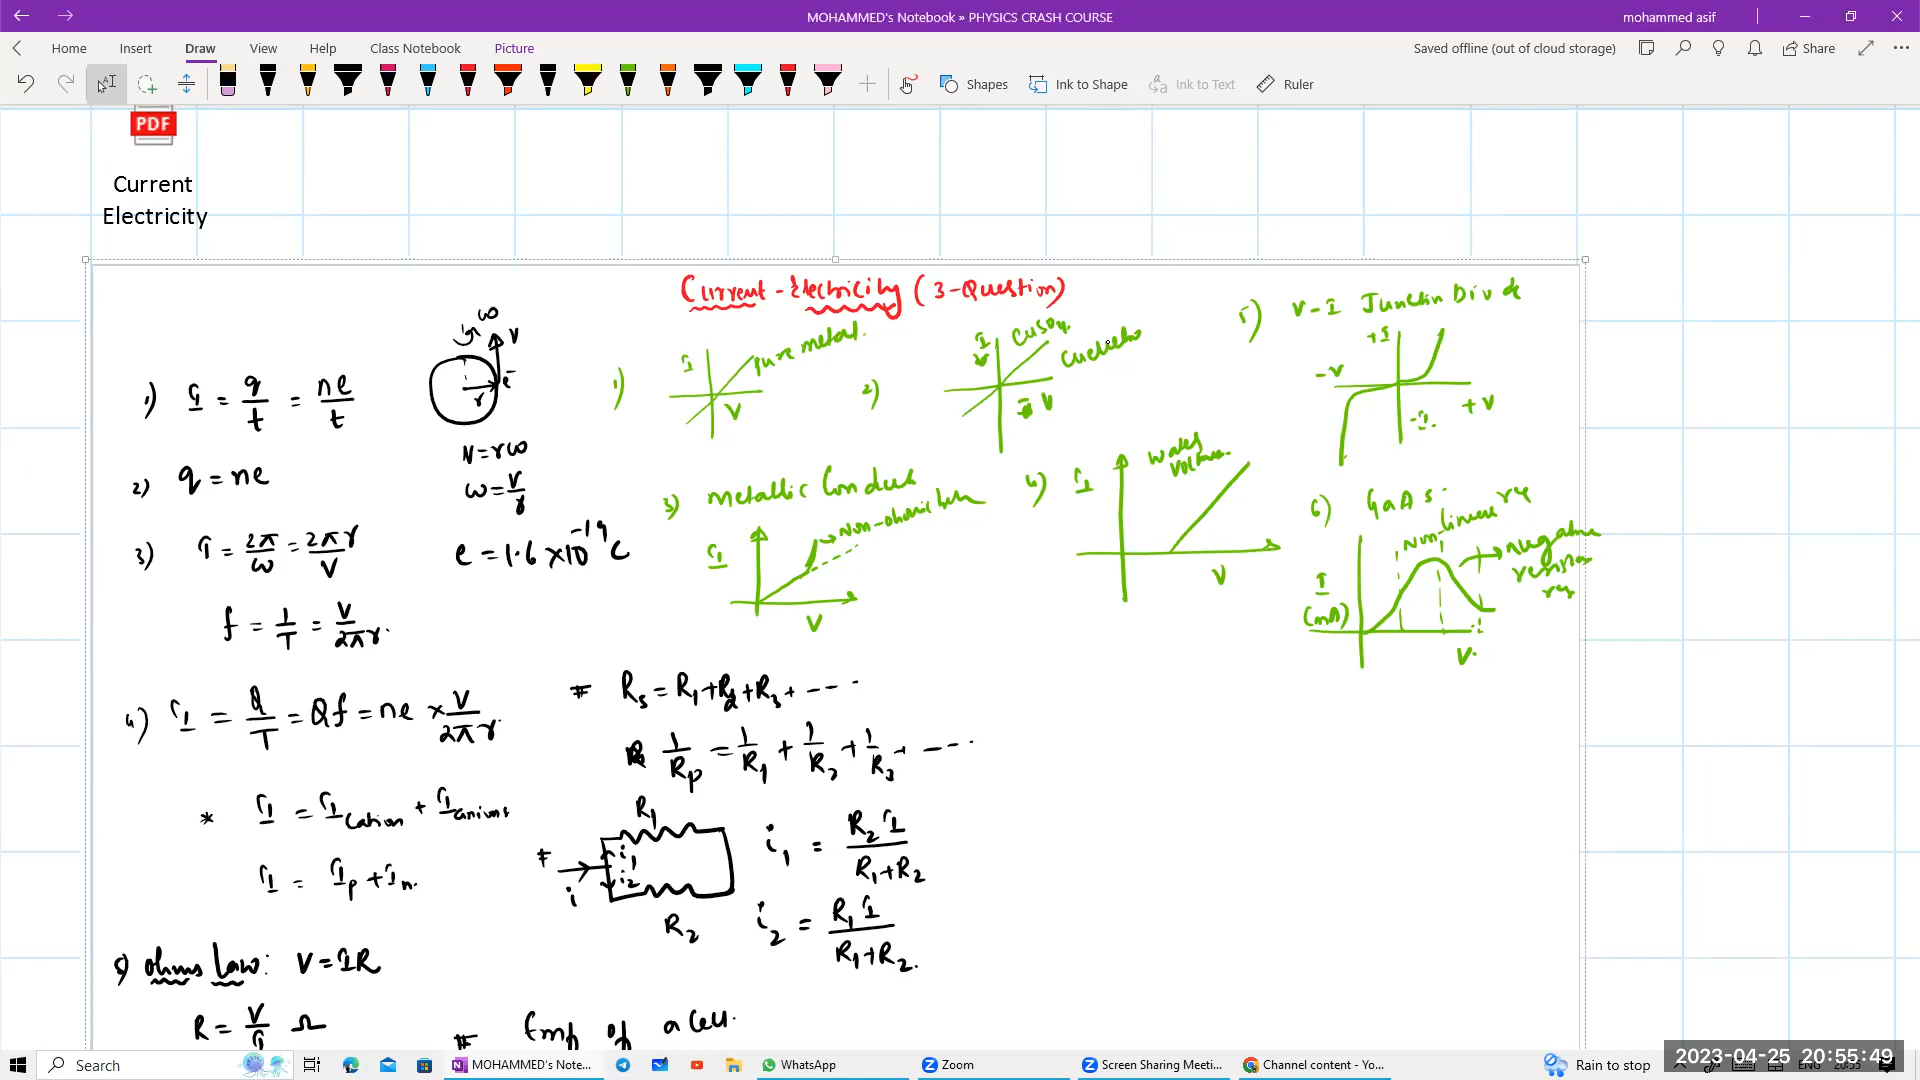 MOHAMMED's Notebook » PHYSICS CRASH COURSE
mohammed asif
Home Insert Draw View Help Class Notebook Picture
Saved offline (out of cloud storage)
Share
Shapes
Ink to Shape
Ink to Text
Ruler
PDF
Current
Electricity
Current - Electricity (3-Question)
1) I = q/t = ne/t
2) q = ne
3) T = 2π/ω = 2πr/V
f = 1/T = V/2πr.
4) I = Q/T = Qf = ne × V/2πr.
* I = I cation + I anions
I = Ip + In.
5) ohms Law: V = IR
R = V/I Ω
ω
V
e-
r
V = rω
ω = V/r
e = 1.6 × 10^-19 C
1) I pure metal.
V
2) I
V
V
3) Metallic Conduct
I
V
4) I
V
5) V - I Junction Diode
+I
-V
-I.
+V
6) GaAs
Non-linear
I
(mA)
V.
# Rs = R1 + R2 + R3 + ----
1/Rp = 1/R1 + 1/R2 + 1/R3 + ----
#
R1
i1
i2
i
R2
i1 = R2 I / R1 + R2
i2 = R1 I / R1 + R2.
# Emf of a Cell.
Search
MOHAMMED's Note...
WhatsApp
Zoom
Screen Sharing Meeti...
Channel content - Yo...
Rain to stop
2023-04-25 20:55:49